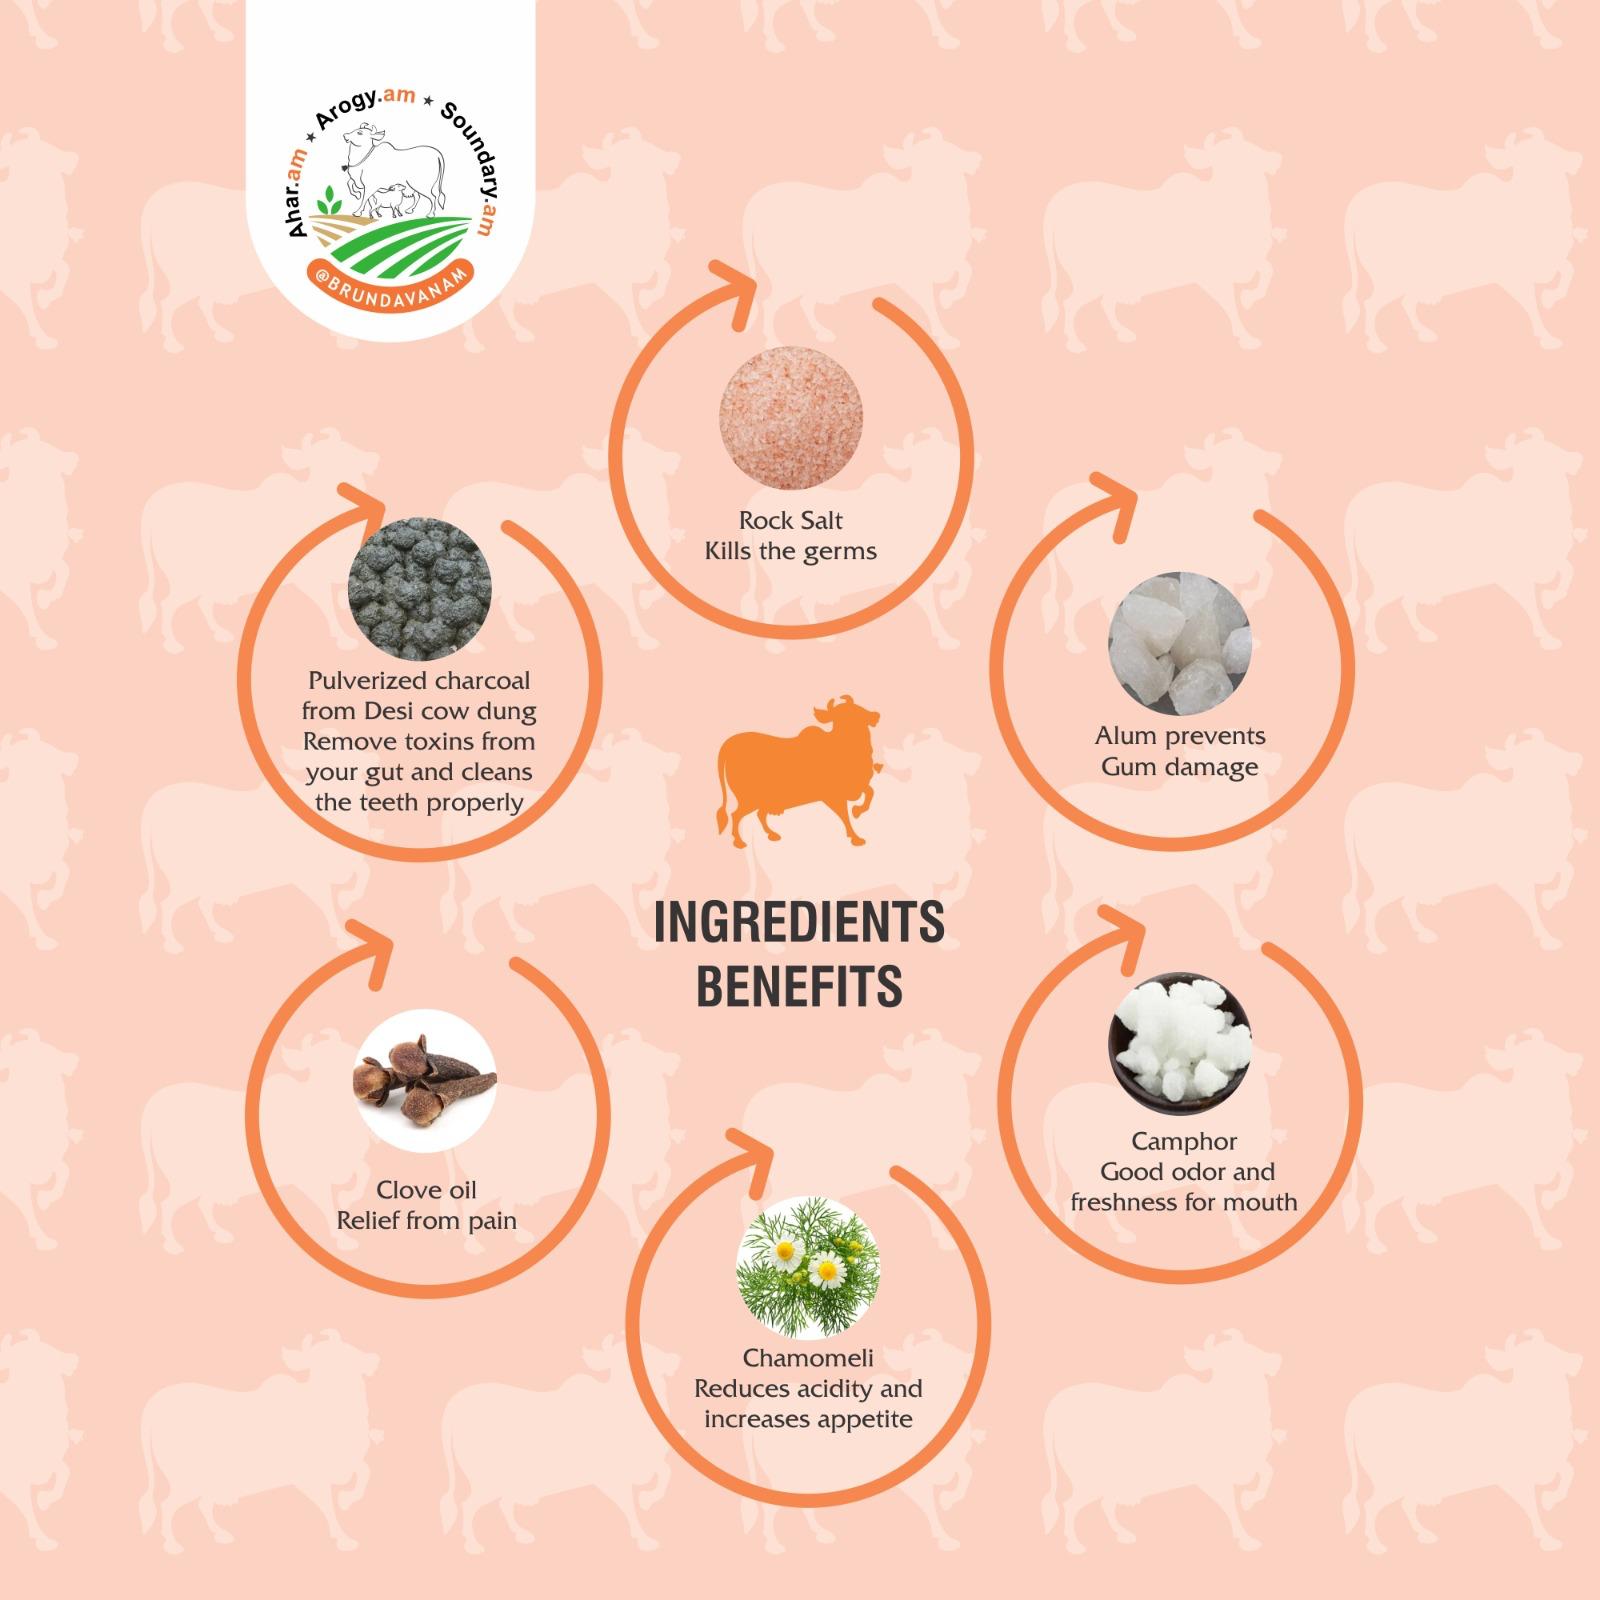 Ahar.am ★ Arogy.am ★ Soundary.am
@BRUNDAVANAM
Rock Salt
Kills the germs
Pulverized charcoal
from Desi cow dung
Remove toxins from
your gut and cleans
the teeth properly
Alum prevents
Gum damage
INGREDIENTS
BENEFITS
Clove oil
Relief from pain
Camphor
Good odor and
freshness for mouth
Chamomeli
Reduces acidity and
increases appetite